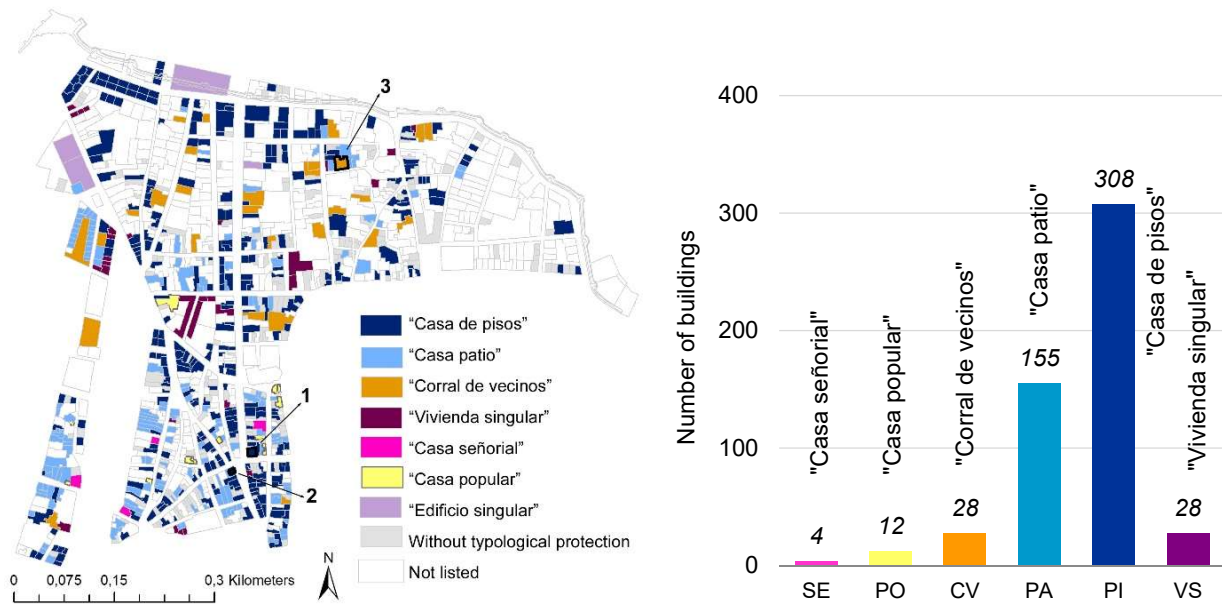 3
1
2
"Casa de pisos"
"Casa patio"
"Corral de vecinos"
"Vivienda singular"
"Casa señorial"
"Casa popular"
"Edificio singular"
Without typological protection
Not listed
0 0,075 0,15 0,3 Kilometers
N
Number of buildings
400
300
200
100
0
"Casa señorial"
4
SE
"Casa popular"
12
PO
"Corral de vecinos"
28
CV
"Casa patio"
155
PA
"Casa de pisos"
308
PI
"Vivienda singular"
28
VS